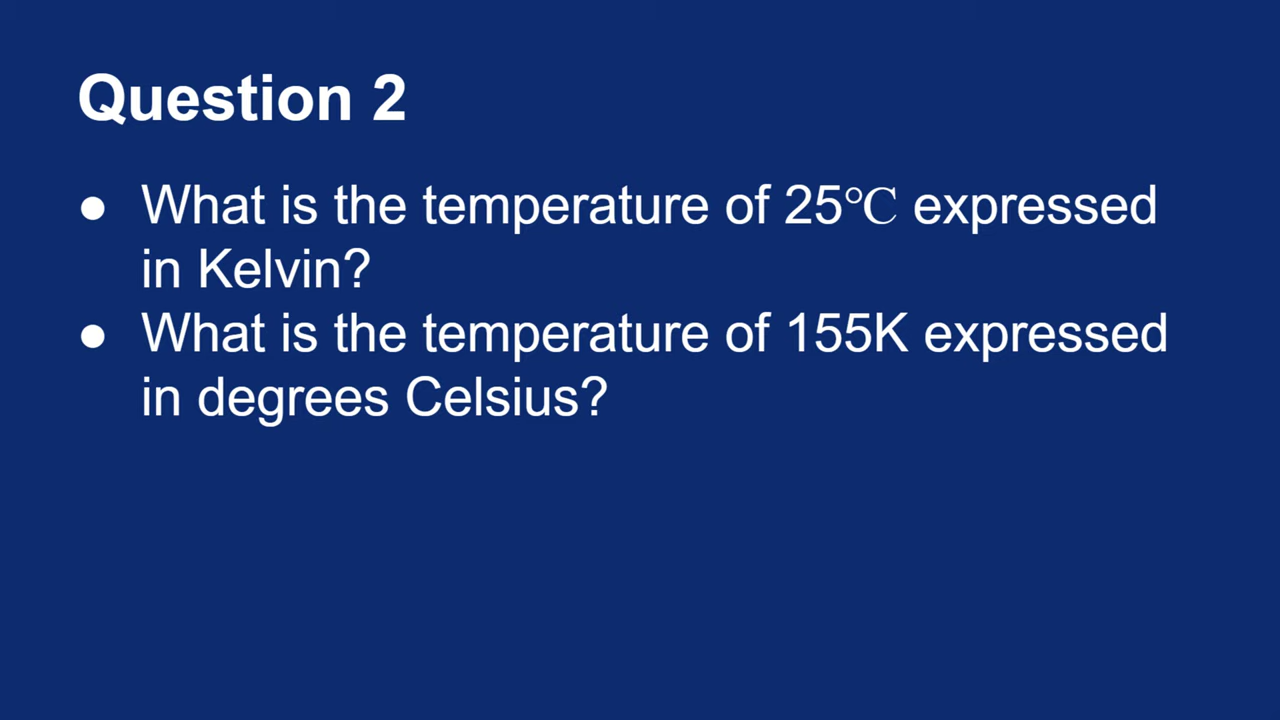 Question 2
● What is the temperature of 25℃ expressed
in Kelvin?
● What is the temperature of 155K expressed
in degrees Celsius?